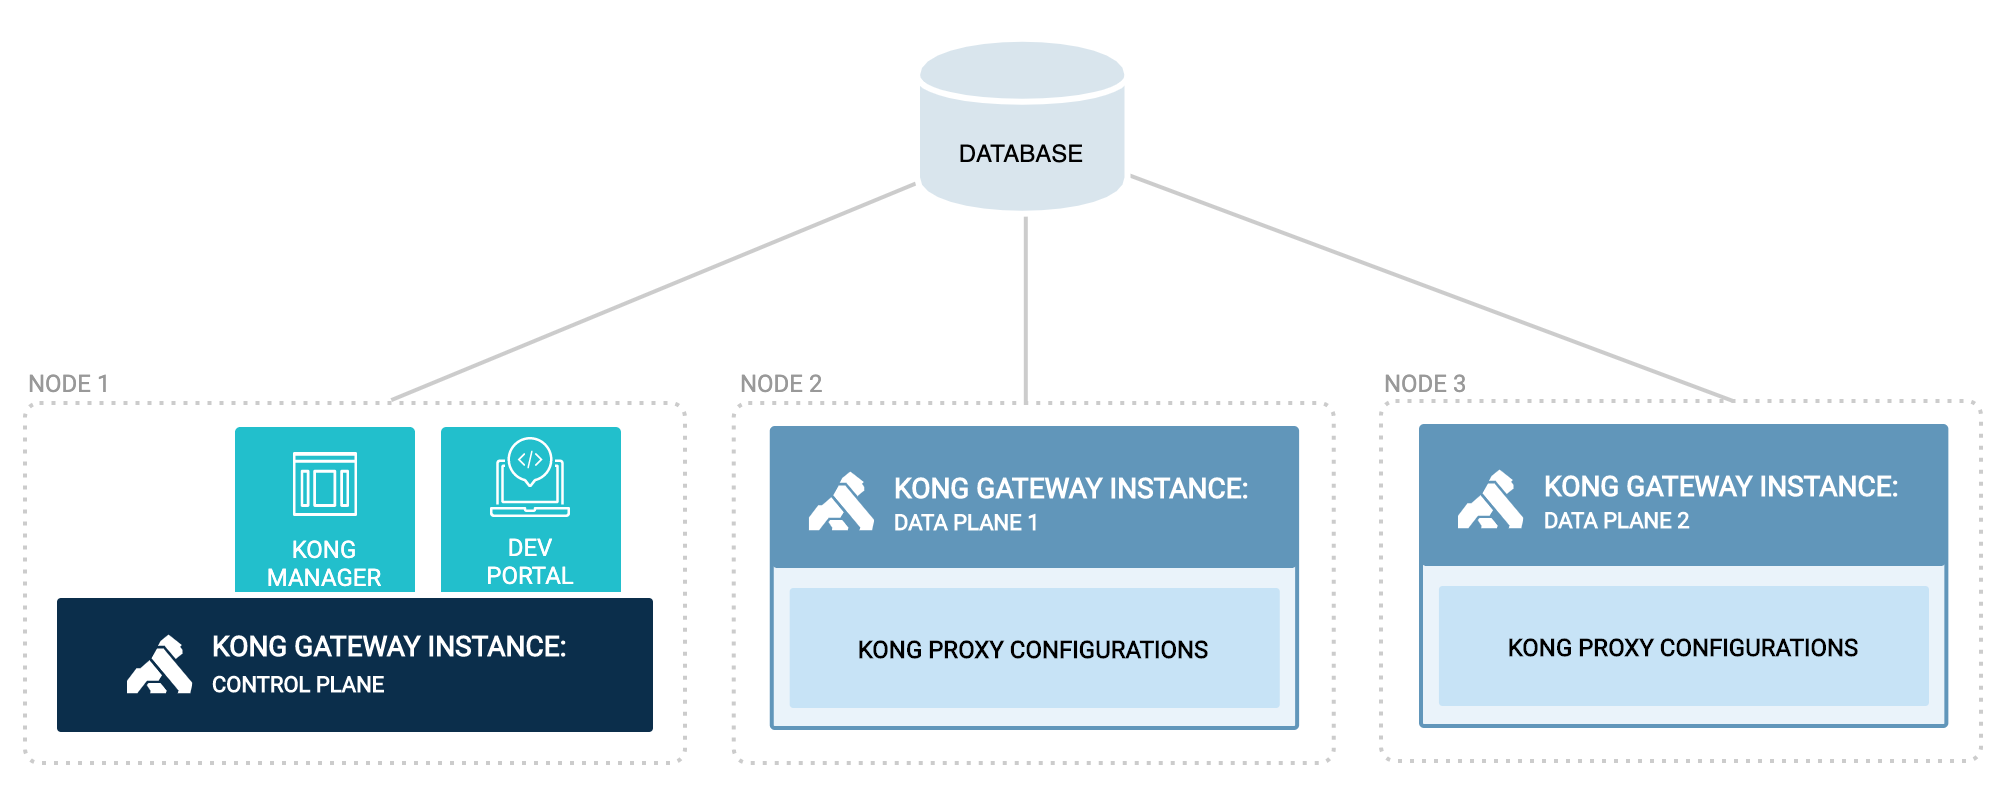 DATABASE
NODE 1
KONG
MANAGER
DEV
PORTAL
KONG GATEWAY INSTANCE:
CONTROL PLANE
NODE 2
KONG GATEWAY INSTANCE:
DATA PLANE 1
KONG PROXY CONFIGURATIONS
NODE 3
KONG GATEWAY INSTANCE:
DATA PLANE 2
KONG PROXY CONFIGURATIONS